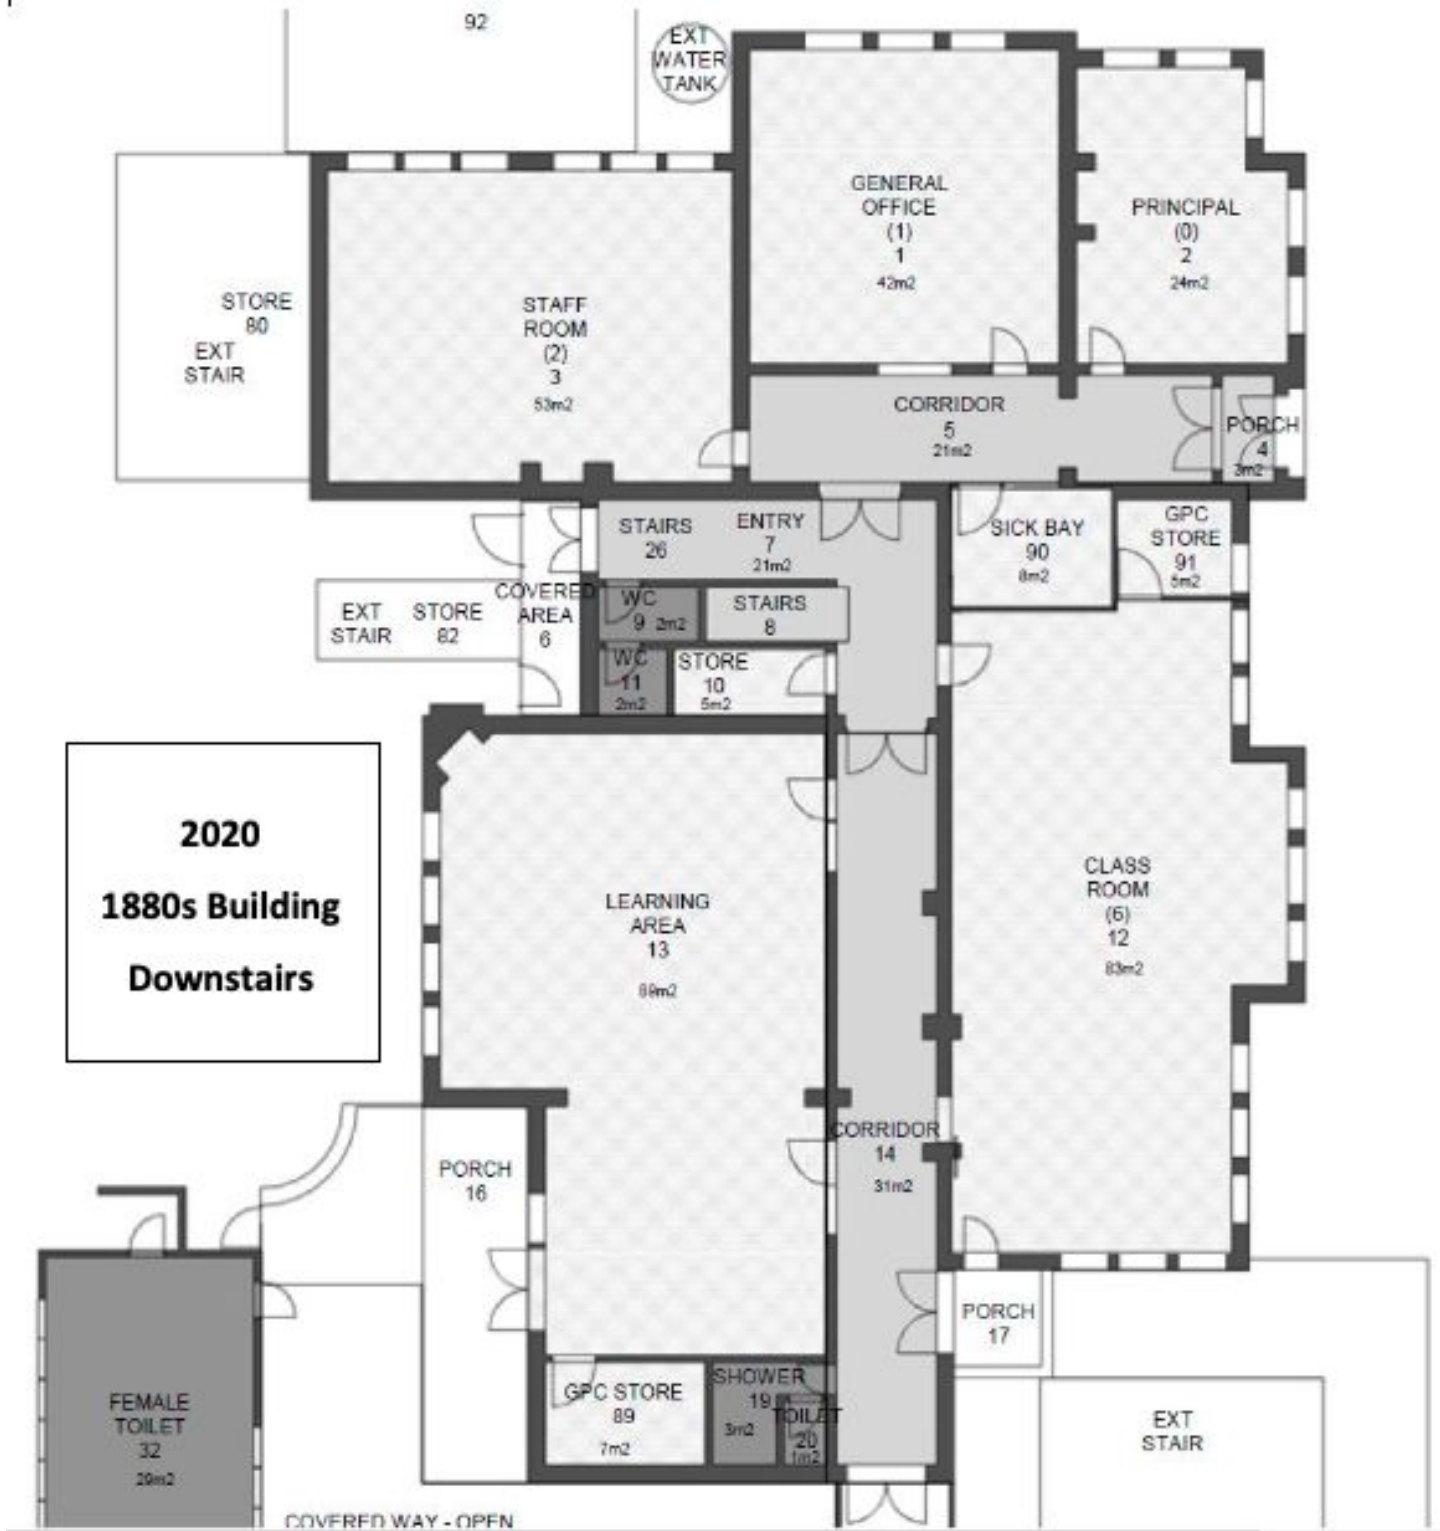 92
EXT
WATER
TANK
GENERAL
OFFICE
(1)
1
42m2
PRINCIPAL
(0)
2
24m2
STORE
80
EXT
STAIR
STAFF
ROOM
(2)
3
53m2
CORRIDOR
5
21m2
PORCH
4
3m2
STAIRS
26
ENTRY
7
21m2
SICK BAY
90
8m2
GPC
STORE
91
5m2
EXT
STAIR
STORE
82
COVERED
AREA
6
WC
9 2m2
STAIRS
8
WC
11
2m2
STORE
10
5m2
2020
1880s Building
Downstairs
LEARNING
AREA
13
89m2
CLASS
ROOM
(6)
12
83m2
CORRIDOR
14
31m2
PORCH
16
PORCH
17
GPC STORE
89
7m2
SHOWER
19
3m2
TOILET
20
1m2
FEMALE
TOILET
32
29m2
EXT
STAIR
COVERED WAY - OPEN